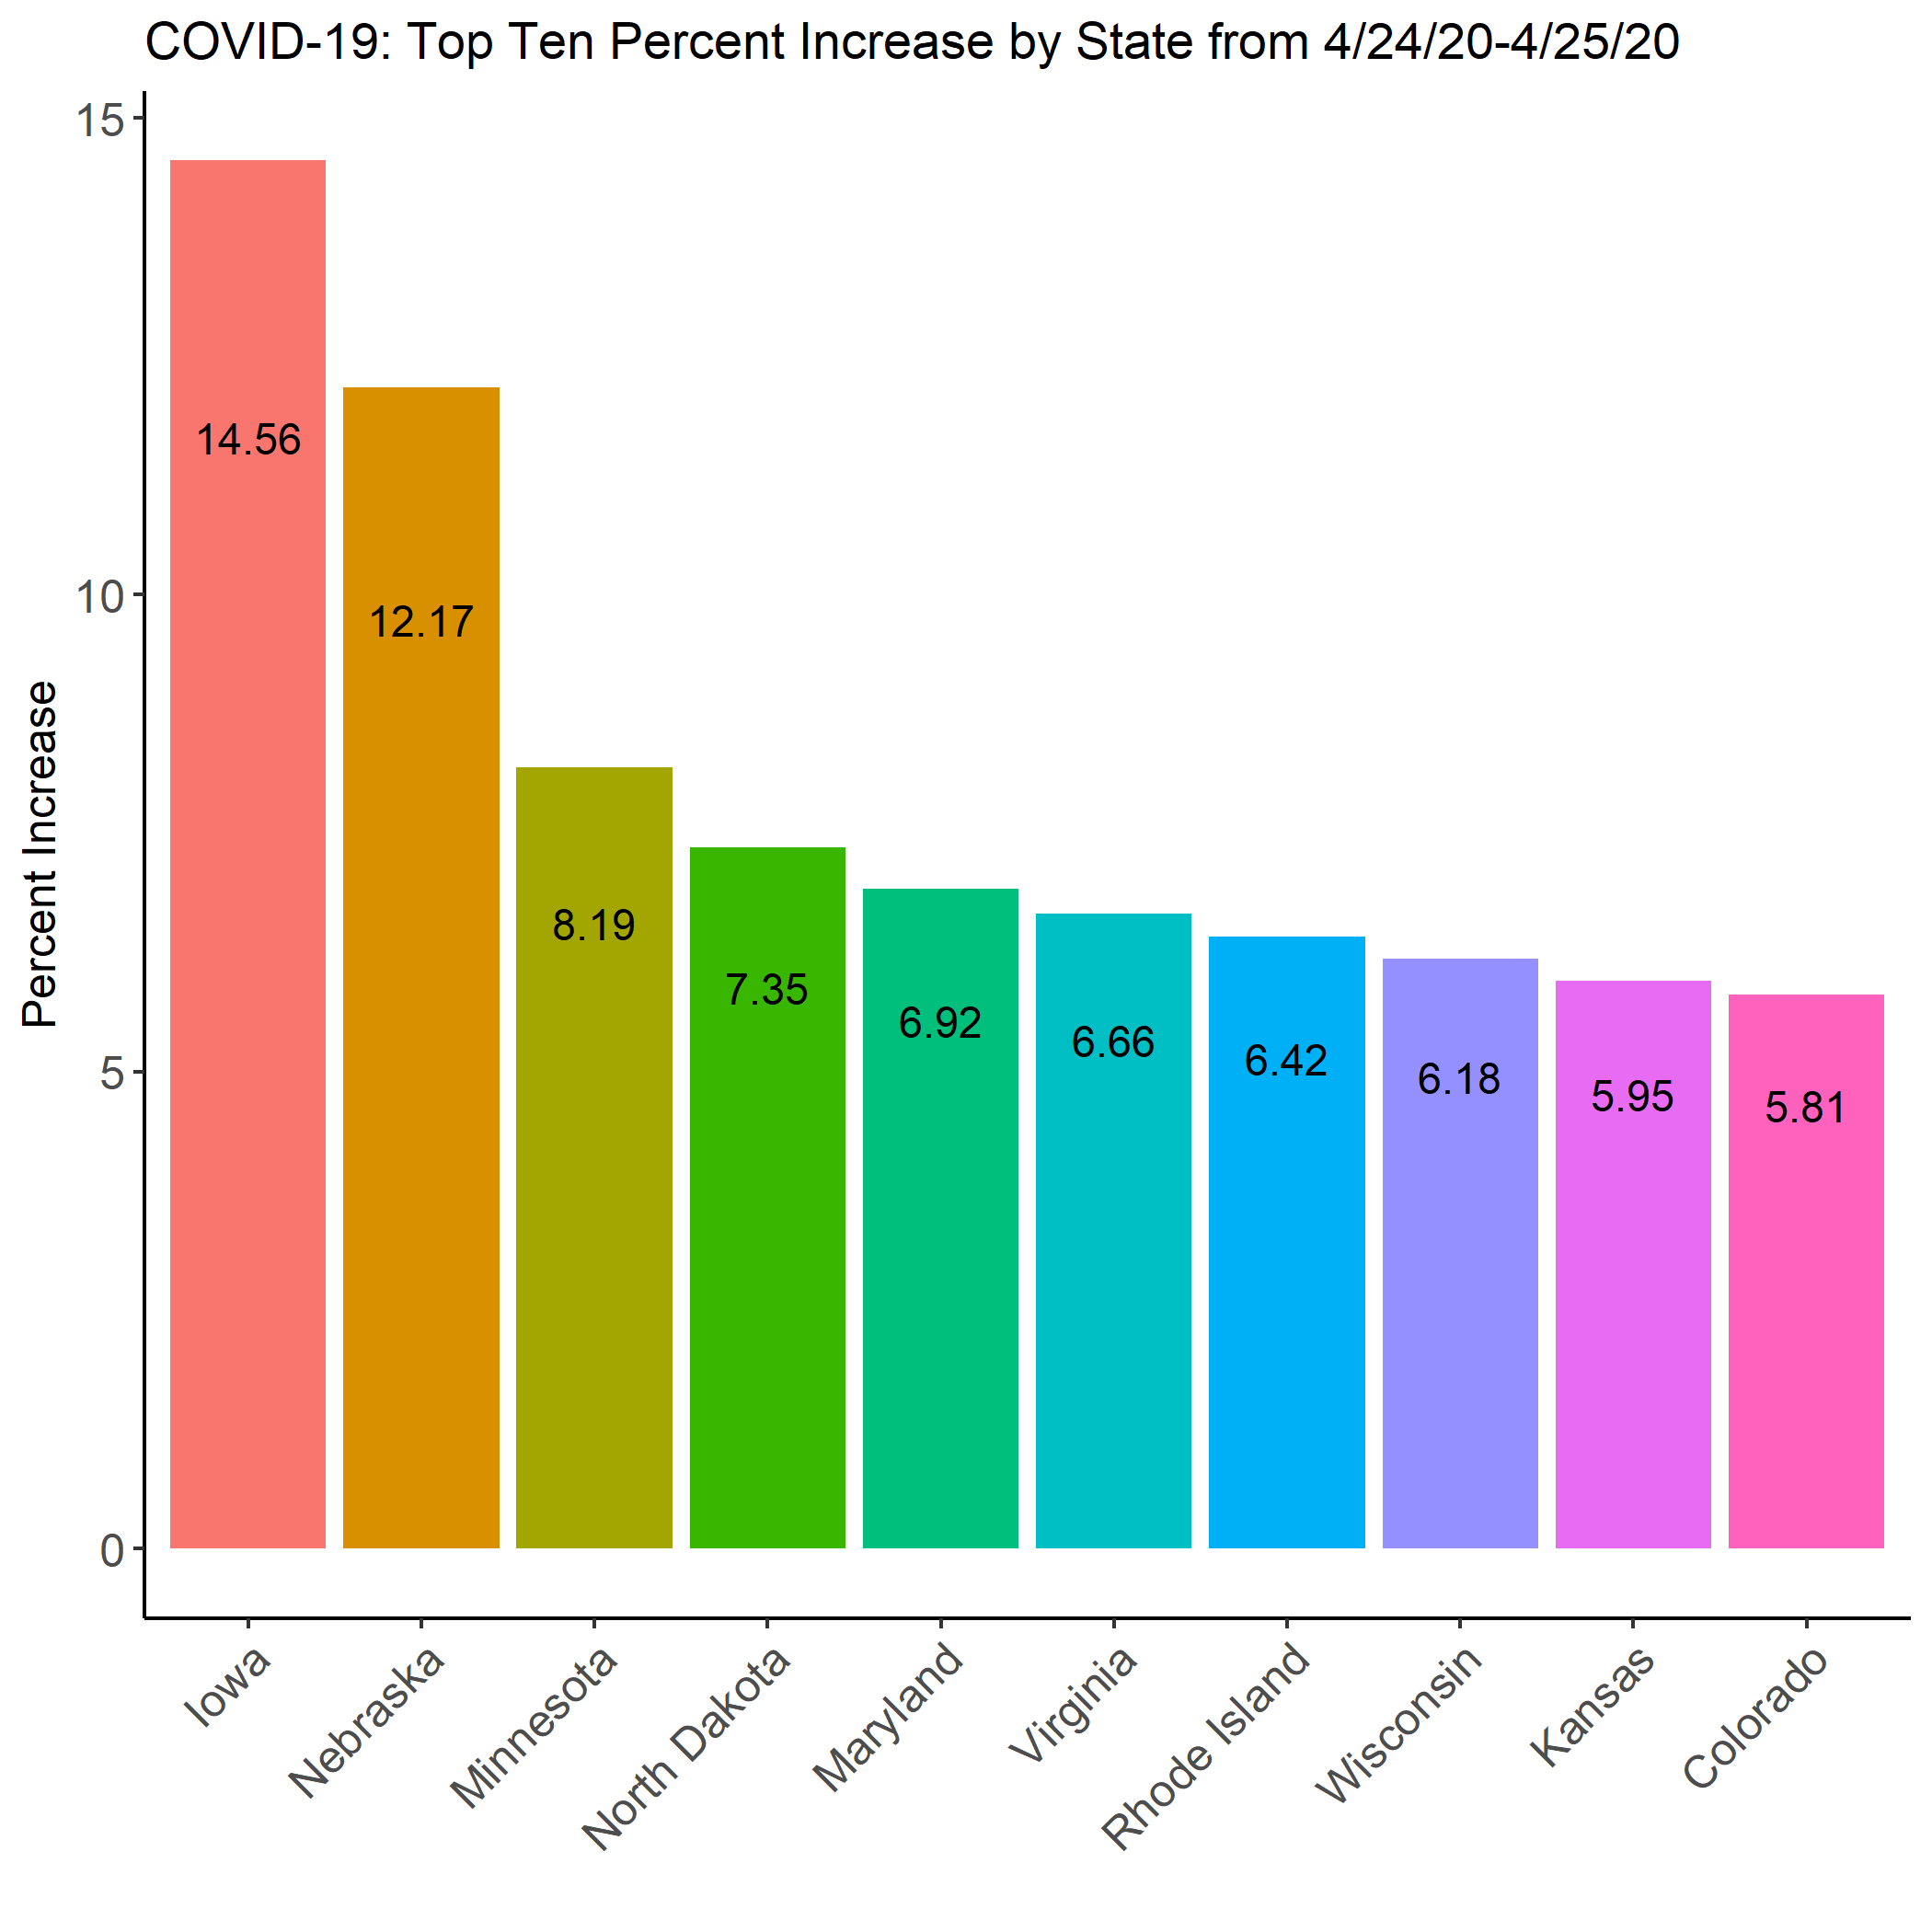 COVID-19: Top Ten Percent Increase by State from 4/24/20-4/25/20
15
10
5
0
Percent Increase
14.56
12.17
8.19
7.35
6.92
6.66
6.42
6.18
5.95
5.81
Iowa
Nebraska
Minnesota
North Dakota
Maryland
Virginia
Rhode Island
Wisconsin
Kansas
Colorado